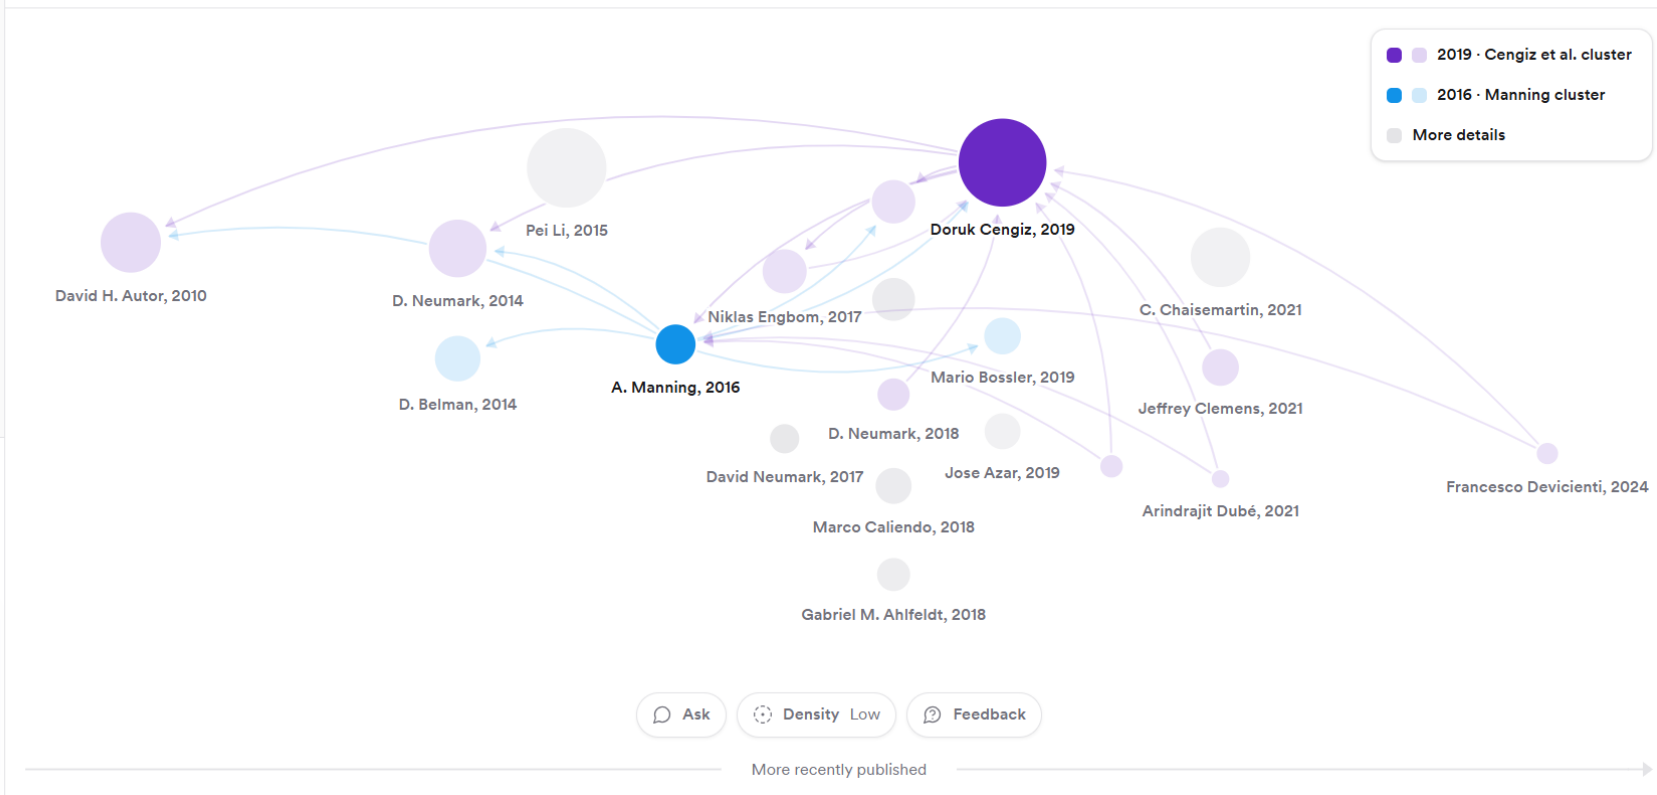 2019 · Cengiz et al. cluster
2016 · Manning cluster
More details
Pei Li, 2015
Doruk Cengiz, 2019
David H. Autor, 2010
D. Neumark, 2014
Niklas Engbom, 2017
C. Chaisemartin, 2021
D. Belman, 2014
A. Manning, 2016
Mario Bossler, 2019
Jeffrey Clemens, 2021
D. Neumark, 2018
David Neumark, 2017
Jose Azar, 2019
Francesco Devicienti, 2024
Arindrajit Dubé, 2021
Marco Caliendo, 2018
Gabriel M. Ahlfeldt, 2018
Ask
Density Low
Feedback
More recently published